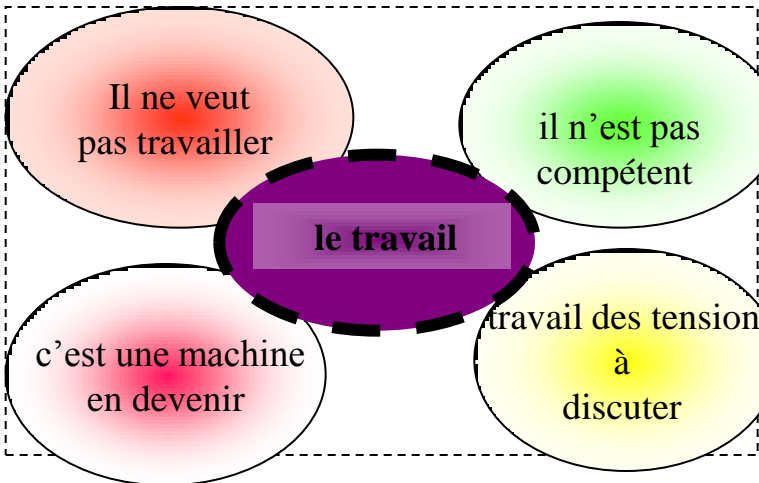 Il ne veut
pas travailler
il n’est pas
compétent
le travail
c’est une machine
en devenir
travail des tension
à
discuter